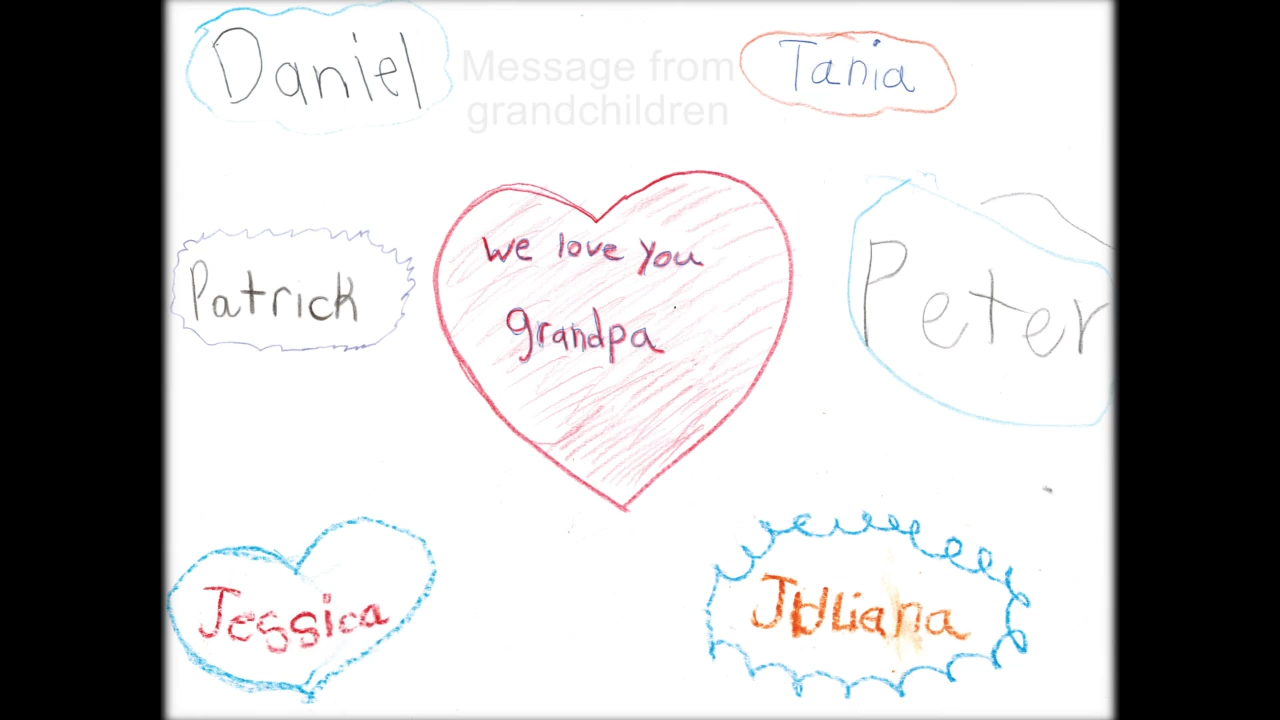 Daniel
Message from
grandchildren
Tania
Patrick
We love you
grandpa
Peter
Jessica
Juliana